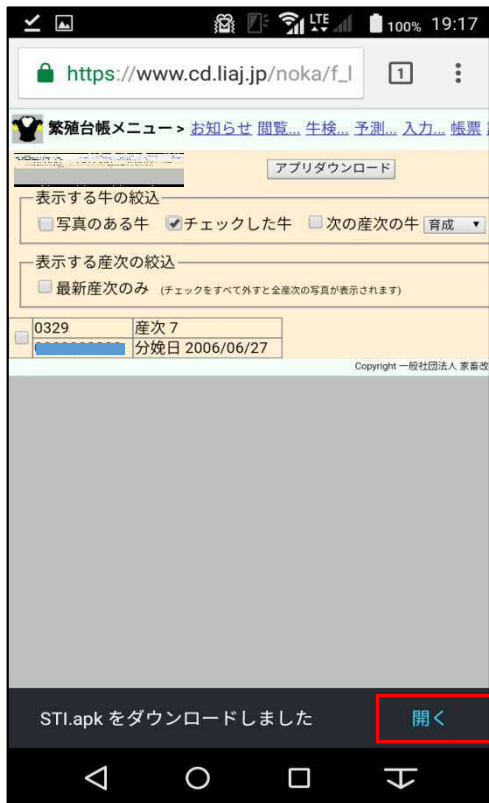 LTE 100% 19:17
https://www.cd.liaj.jp/noka/f_l 1
繁殖台帳メニュー > お知らせ 閲覧... 牛検... 予測... 入力... 帳票
アプリダウンロード
表示する牛の絞込
写真のある牛 チェックした牛 次の産次の牛 育成
表示する産次の絞込
最新産次のみ (チェックをすべて外すと全産次の写真が表示されます)
0329 産次 7
分娩日 2006/06/27
Copyright 一般社団法人 家畜改
STI.apk をダウンロードしました 開く